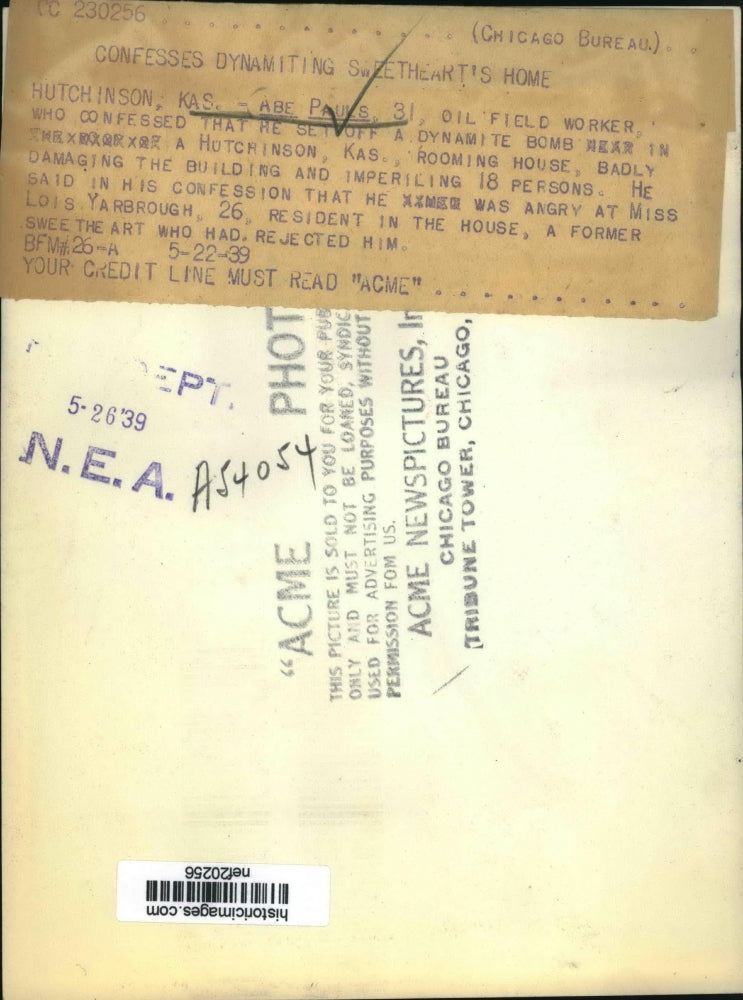 CC 230256 . . . . . . . . . . . . (CHICAGO BUREAU.). .
CONFESSES DYNAMITING SWEETHEART'S HOME
HUTCHINSON, KAS. - ABE PAULS, 31, OIL FIELD WORKER,
WHO CONFESSED THAT HE SET OFF A DYNAMITE BOMB IN
A HUTCHINSON, KAS., ROOMING HOUSE, BADLY
DAMAGING THE BUILDING AND IMPERILING 18 PERSONS. HE
SAID IN HIS CONFESSION THAT HE WAS ANGRY AT MISS
LOIS YARBROUGH, 26, RESIDENT IN THE HOUSE, A FORMER
SWEETHEART WHO HAD REJECTED HIM.
BFM#26-A 5-22-39
YOUR CREDIT LINE MUST READ "ACME" . . . . . . . . . . .
EPT.
5-26'39
N.E.A.
A54054
"ACME PHOT
THIS PICTURE IS SOLD TO YOU FOR YOUR PUB
ONLY AND MUST NOT BE LOANED, SYNDIC
USED FOR ADVERTISING PURPOSES WITHOUT
PERMISSION FOM US.
ACME NEWSPICTURES, In
CHICAGO BUREAU
TRIBUNE TOWER, CHICAGO,
historicimages.com
nef20256